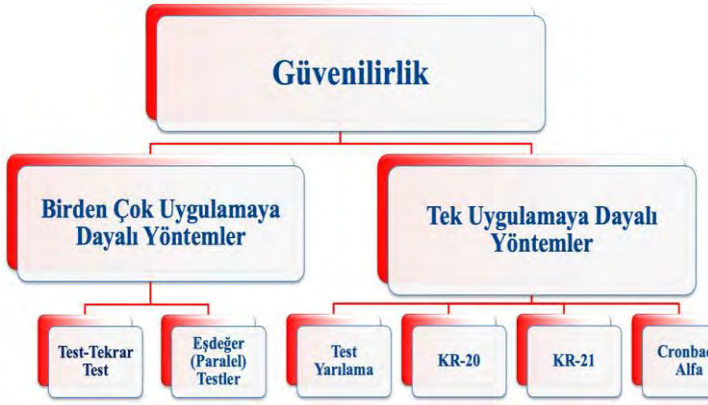 Güvenilirlik
Birden Çok Uygulamaya
Dayalı Yöntemler
Tek Uygulamaya Dayalı
Yöntemler
Test-Tekrar
Test
Eşdeğer
(Paralel)
Testler
Test
Yarılama
KR-20
KR-21
Alfa